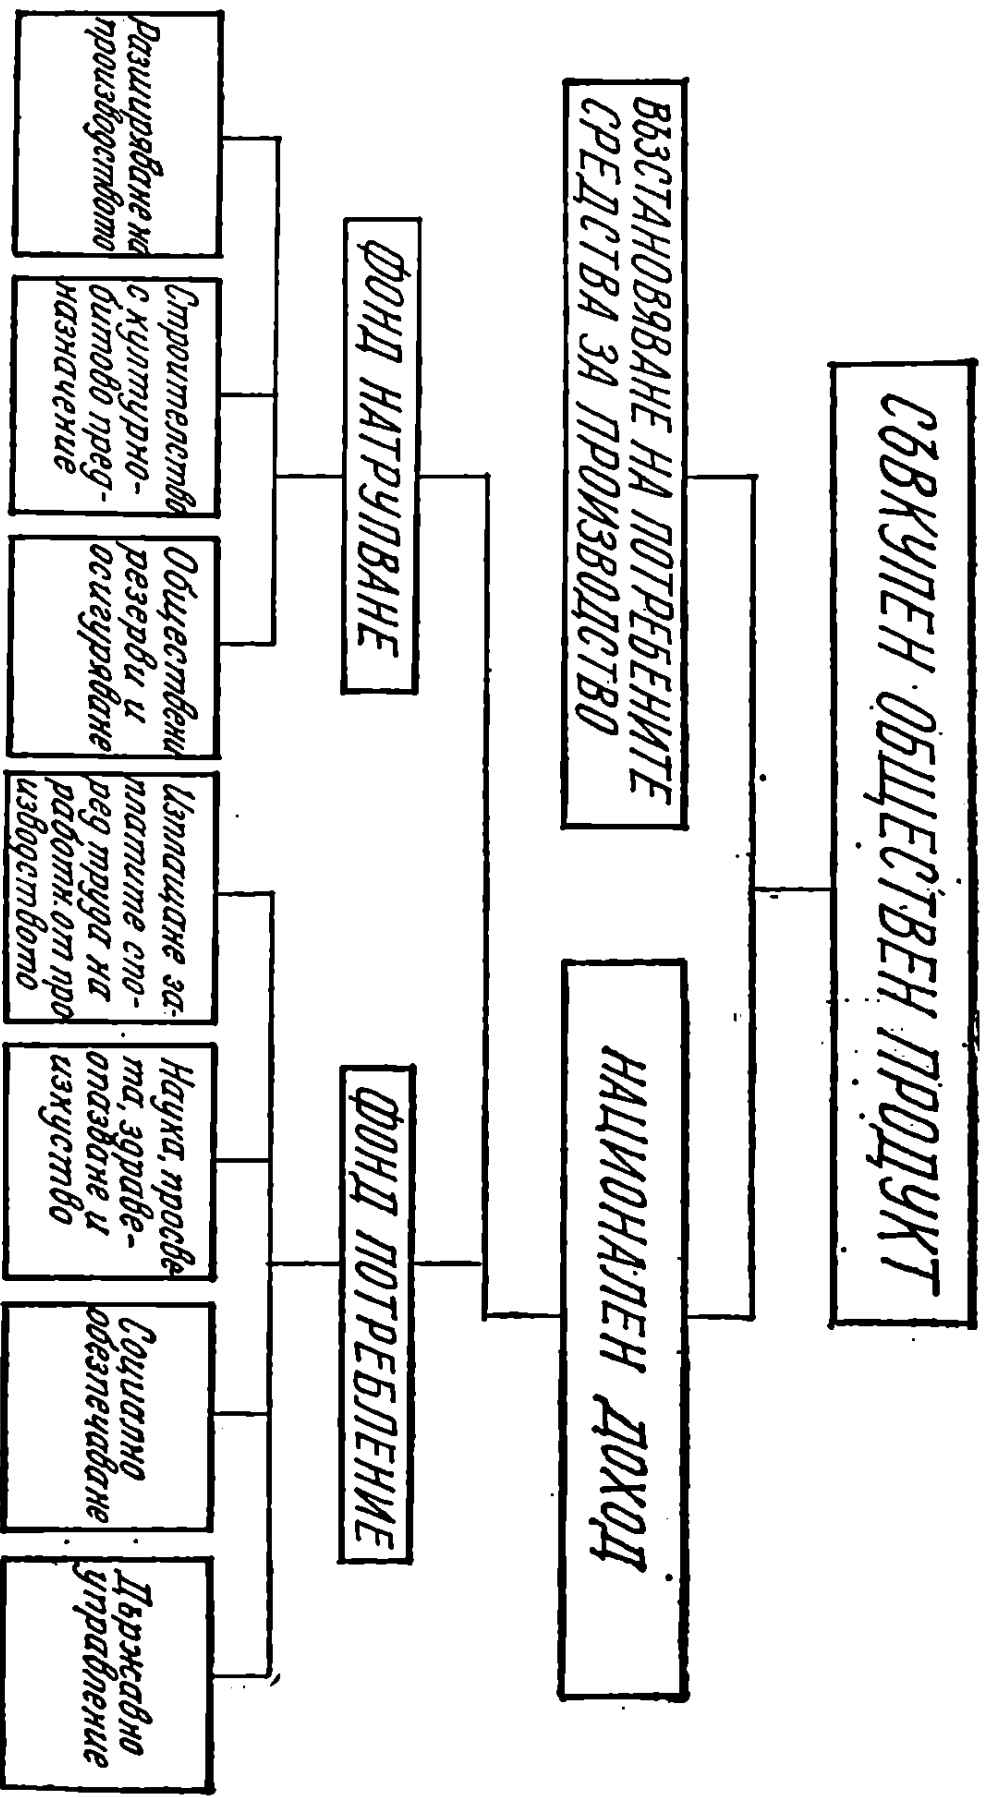 СЪВКУПЕН ОБЩЕСТВЕН ПРОДУКТ
ВЪЗСТАНОВЯВАНЕ НА ПОТРЕБЕНИТЕ
СРЕДСТВА ЗА ПРОИЗВОДСТВО
НАЦИОНАЛЕН ДОХОД
ФОНД НАТРУПВАНЕ
ФОНД ПОТРЕБЛЕНИЕ
Разширяване на
производството
Строителство
с културно-
битово пред-
назначение
Обществени
резерви и
осигуряване
Изплащане за-
платите спо-
ред труда на
работн. от про
изводството
Наука, просве
та, здраве-
опазване и
изкуство
Социално
обезпечаване
Държавно
управление